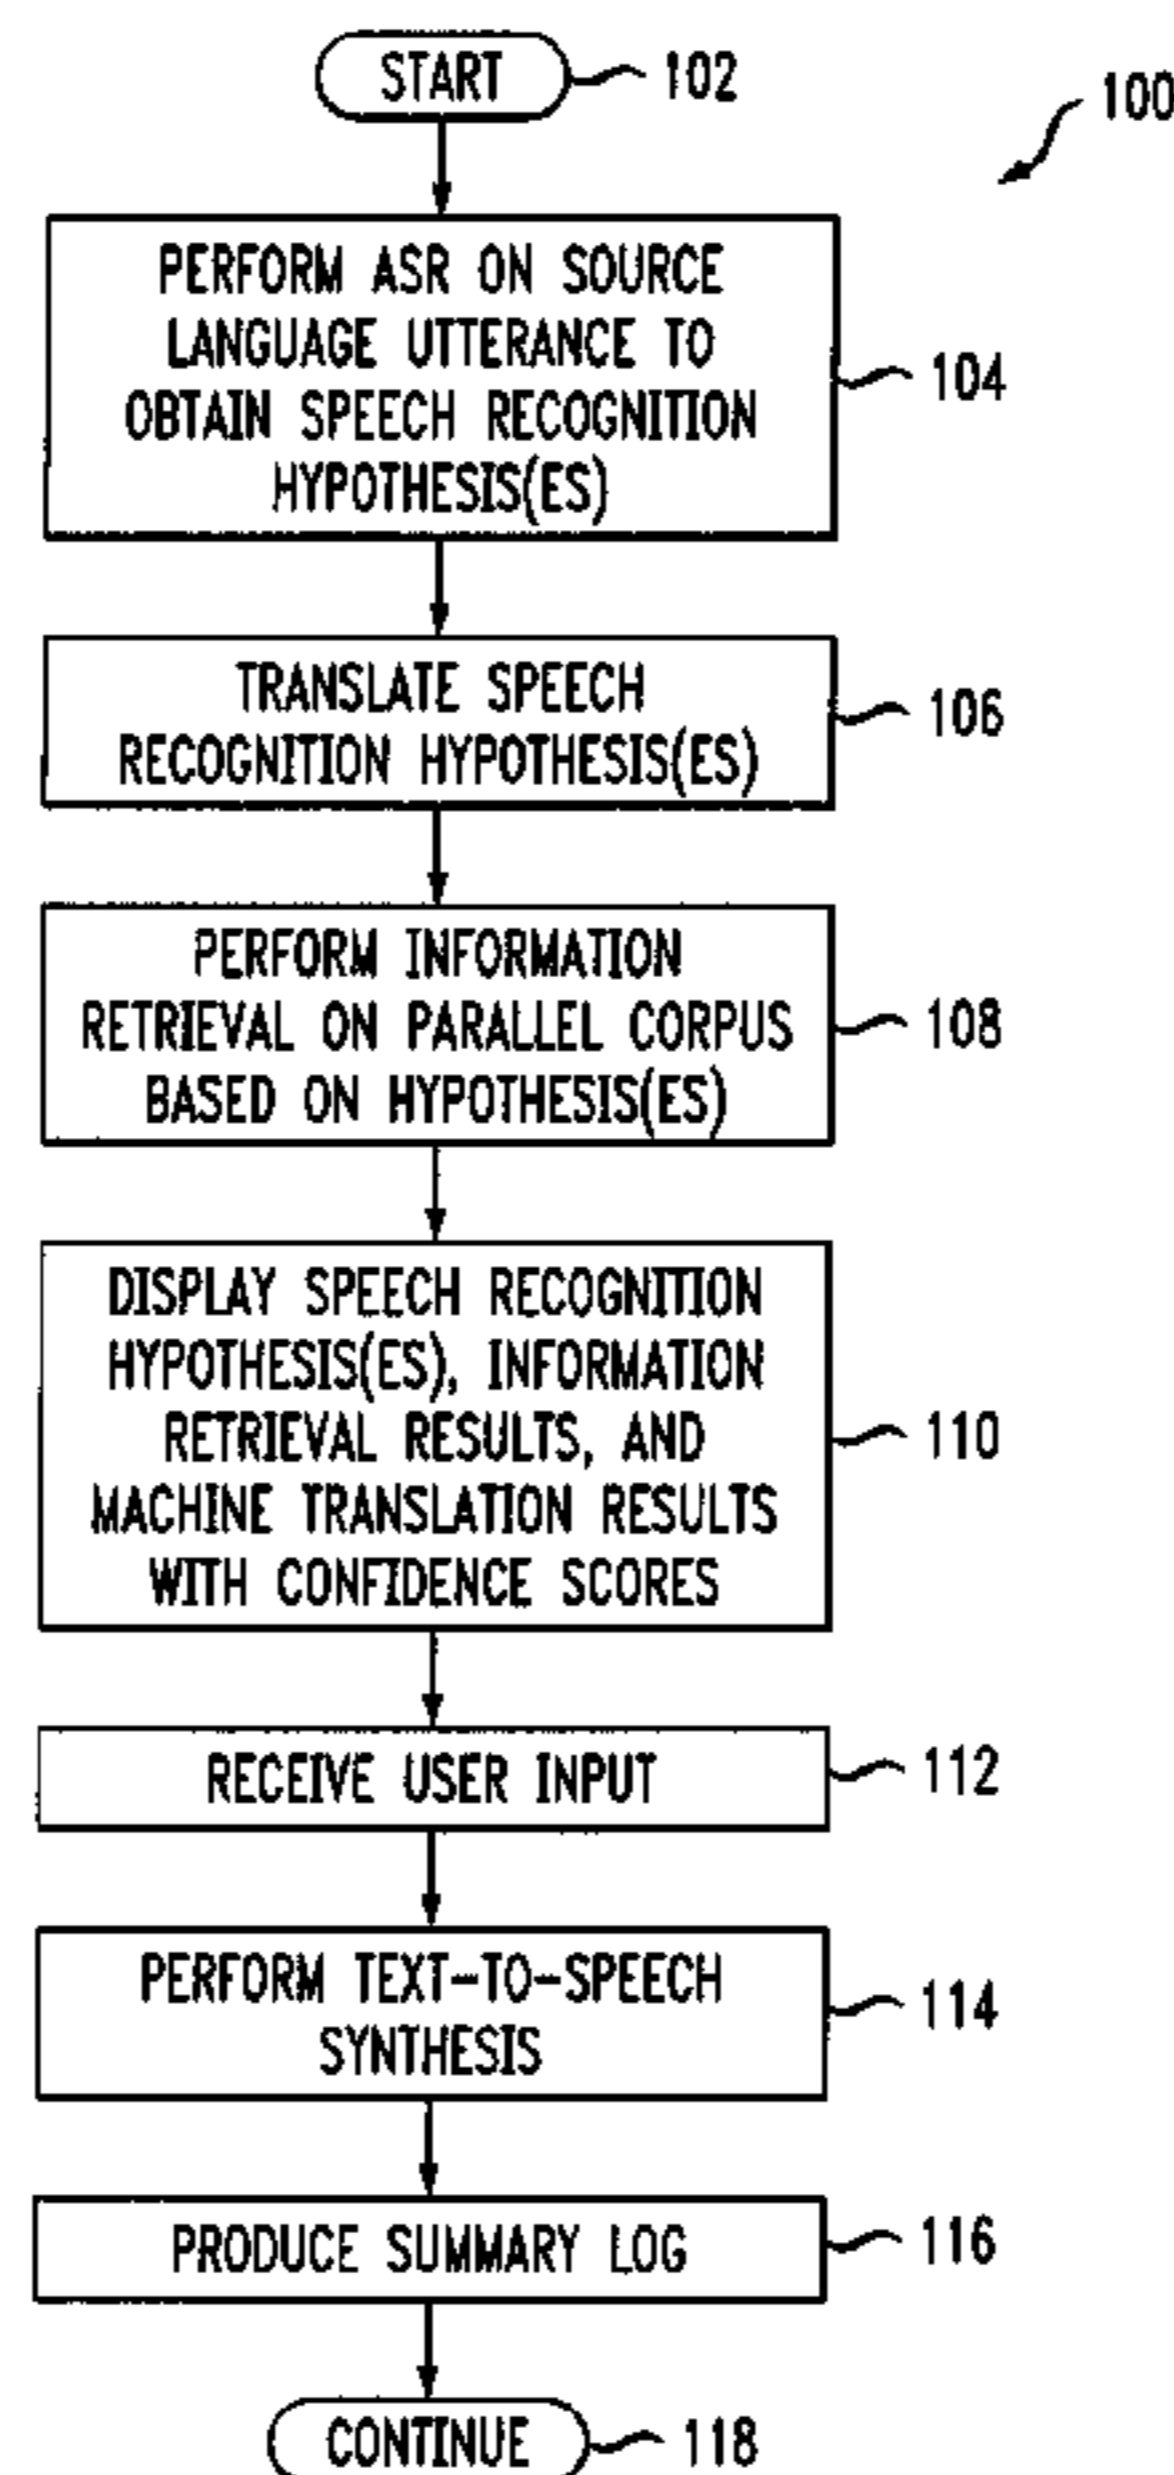 START
102
100
PERFORM ASR ON SOURCE
LANGUAGE UTTERANCE TO
OBTAIN SPEECH RECOGNITION
HYPOTHESIS(ES)
104
TRANSLATE SPEECH
RECOGNITION HYPOTHESIS(ES)
106
PERFORM INFORMATION
RETRIEVAL ON PARALLEL CORPUS
BASED ON HYPOTHESIS(ES)
108
DISPLAY SPEECH RECOGNITION
HYPOTHESIS(ES), INFORMATION
RETRIEVAL RESULTS, AND
MACHINE TRANSLATION RESULTS
WITH CONFIDENCE SCORES
110
RECEIVE USER INPUT
112
PERFORM TEXT-TO-SPEECH
SYNTHESIS
114
PRODUCE SUMMARY LOG
116
CONTINUE
118